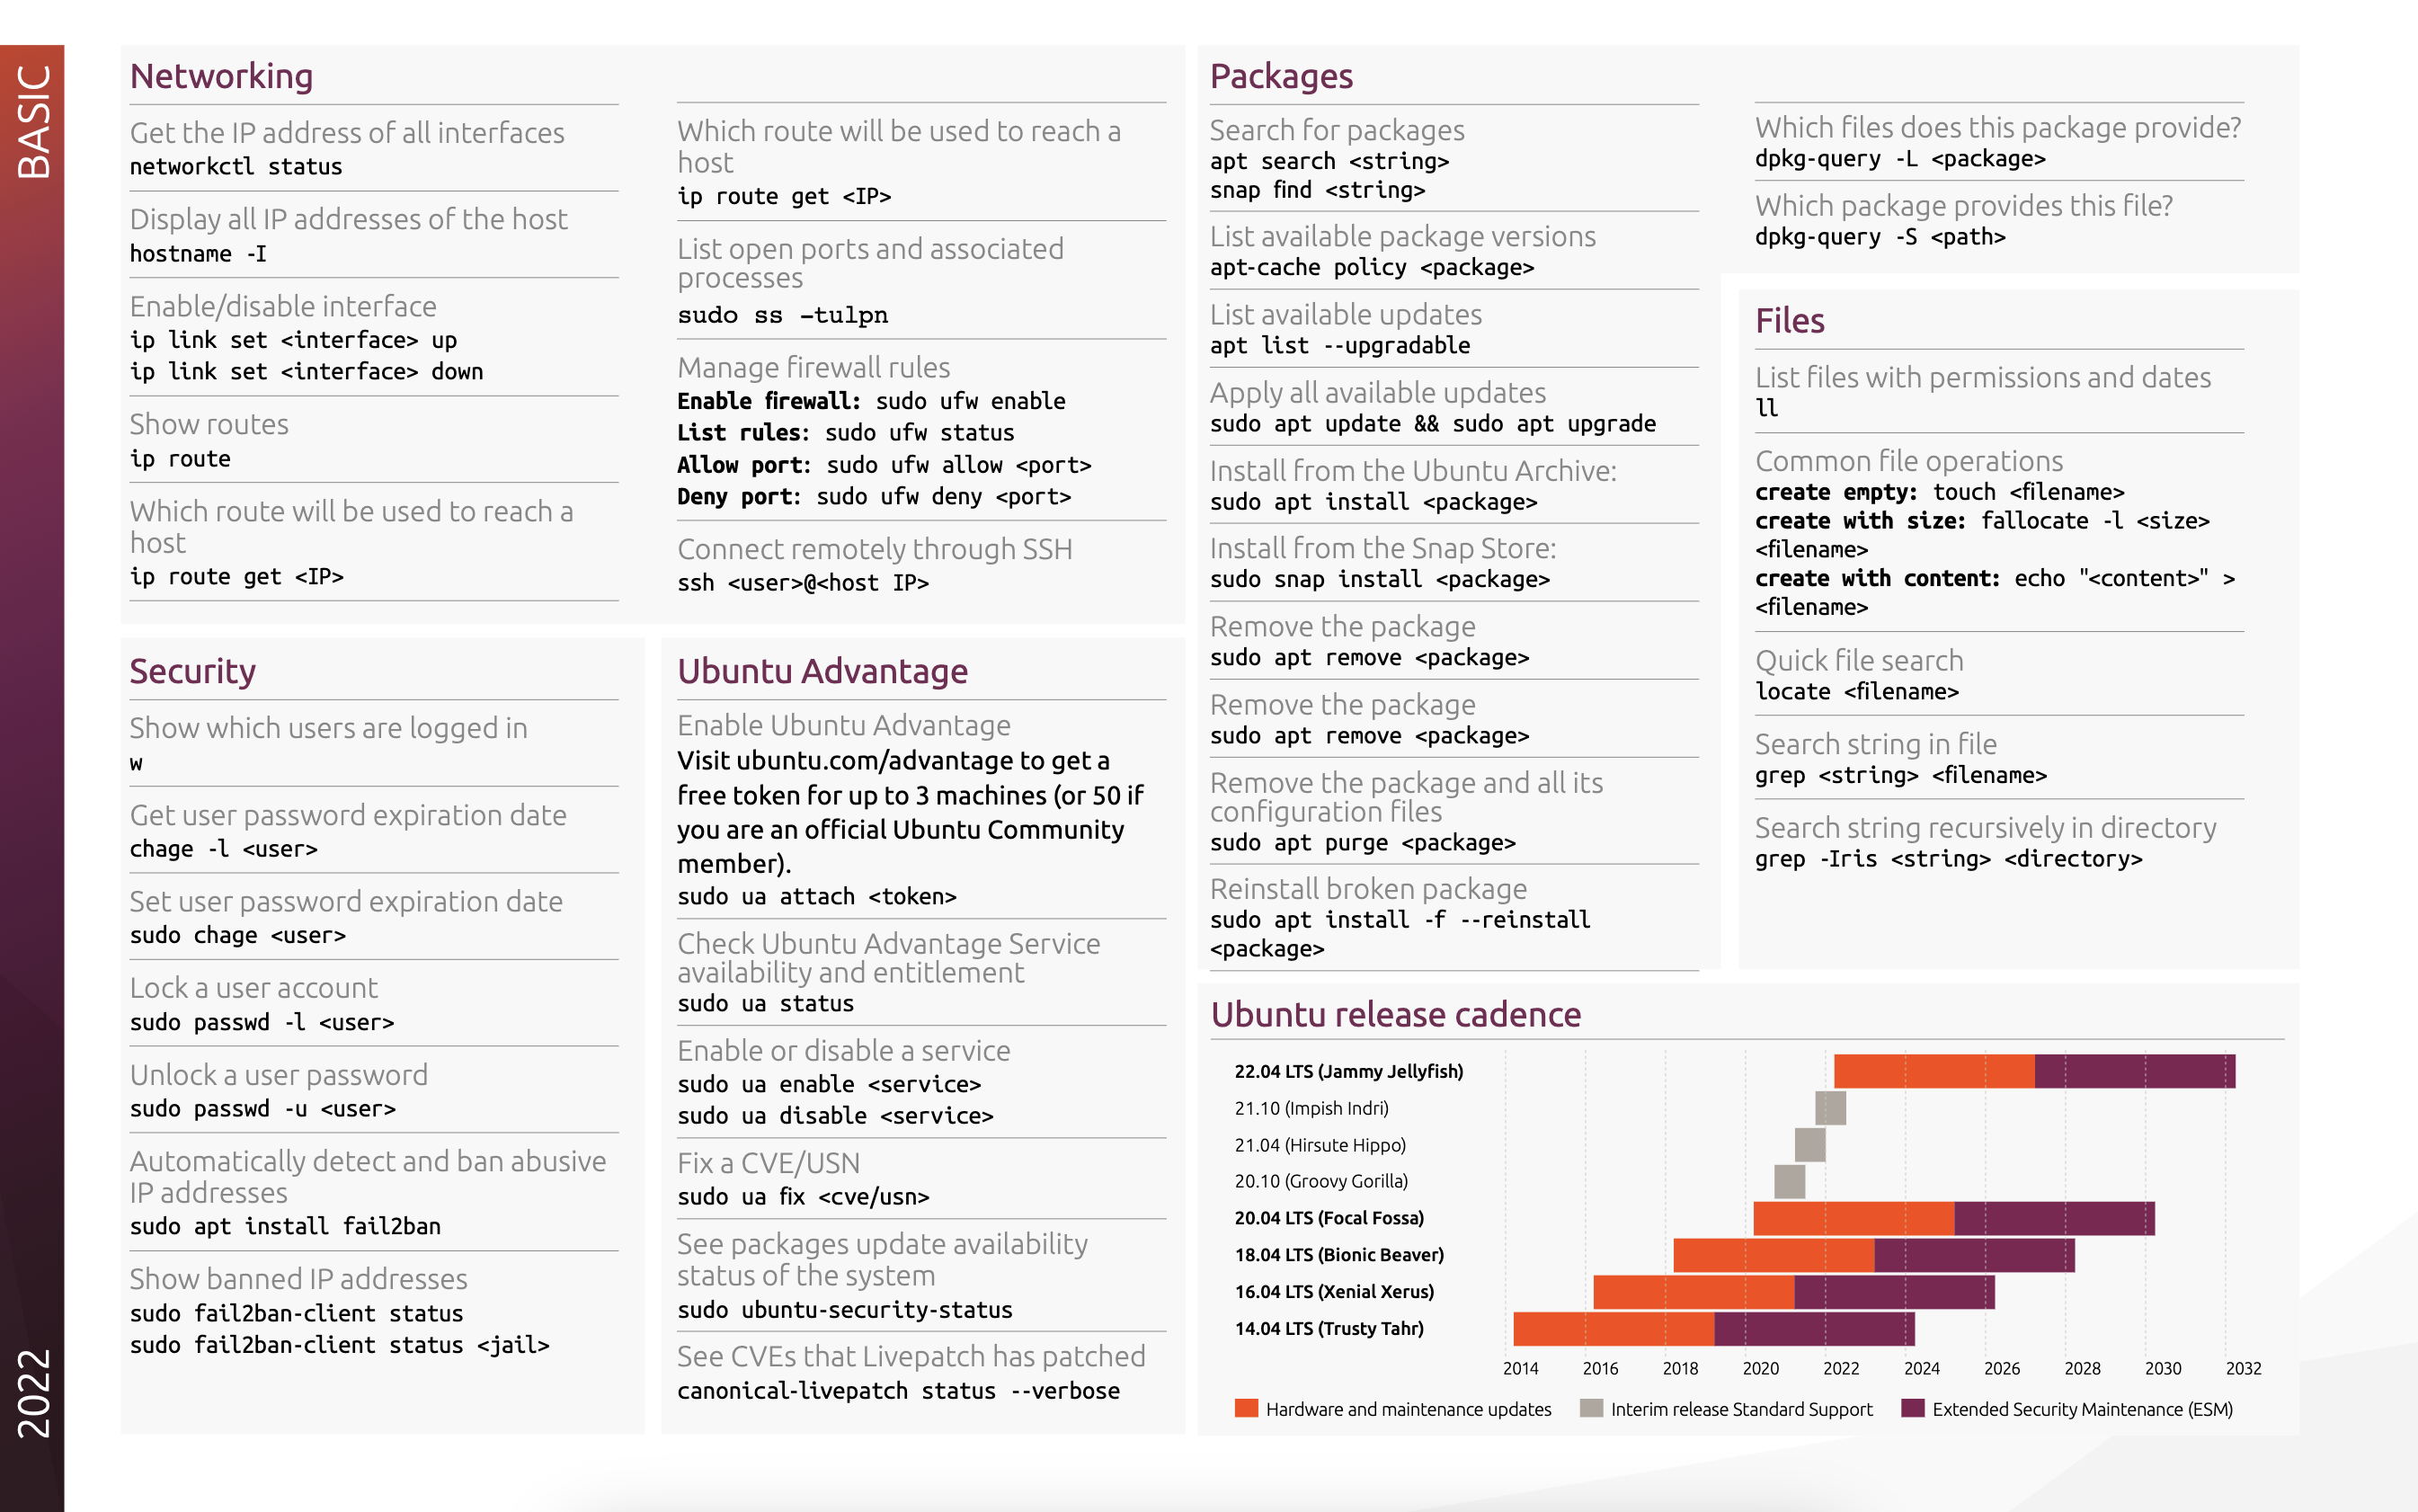 BASIC
2022
Networking
Get the IP address of all interfaces
networkctl status
Display all IP addresses of the host
hostname -I
Enable/disable interface
ip link set <interface> up
ip link set <interface> down
Show routes
ip route
Which route will be used to reach a
host
ip route get <IP>
Which route will be used to reach a
host
ip route get <IP>
List open ports and associated
processes
sudo ss –tulpn
Manage firewall rules
Enable firewall: sudo ufw enable
List rules: sudo ufw status
Allow port: sudo ufw allow <port>
Deny port: sudo ufw deny <port>
Connect remotely through SSH
ssh <user>@<host IP>
Security
Show which users are logged in
w
Get user password expiration date
chage -l <user>
Set user password expiration date
sudo chage <user>
Lock a user account
sudo passwd -l <user>
Unlock a user password
sudo passwd -u <user>
Automatically detect and ban abusive
IP addresses
sudo apt install fail2ban
Show banned IP addresses
sudo fail2ban-client status
sudo fail2ban-client status <jail>
Ubuntu Advantage
Enable Ubuntu Advantage
Visit ubuntu.com/advantage to get a
free token for up to 3 machines (or 50 if
you are an official Ubuntu Community
member).
sudo ua attach <token>
Check Ubuntu Advantage Service
availability and entitlement
sudo ua status
Enable or disable a service
sudo ua enable <service>
sudo ua disable <service>
Fix a CVE/USN
sudo ua fix <cve/usn>
See packages update availability
status of the system
sudo ubuntu-security-status
See CVEs that Livepatch has patched
canonical-livepatch status --verbose
Packages
Search for packages
apt search <string>
snap find <string>
List available package versions
apt-cache policy <package>
List available updates
apt list --upgradable
Apply all available updates
sudo apt update && sudo apt upgrade
Install from the Ubuntu Archive:
sudo apt install <package>
Install from the Snap Store:
sudo snap install <package>
Remove the package
sudo apt remove <package>
Remove the package
sudo apt remove <package>
Remove the package and all its
configuration files
sudo apt purge <package>
Reinstall broken package
sudo apt install -f --reinstall
<package>
Which files does this package provide?
dpkg-query -L <package>
Which package provides this file?
dpkg-query -S <path>
Files
List files with permissions and dates
ll
Common file operations
create empty: touch <filename>
create with size: fallocate -l <size>
<filename>
create with content: echo "<content>" >
<filename>
Quick file search
locate <filename>
Search string in file
grep <string> <filename>
Search string recursively in directory
grep -Iris <string> <directory>
Ubuntu release cadence
22.04 LTS (Jammy Jellyfish)
21.10 (Impish Indri)
21.04 (Hirsute Hippo)
20.10 (Groovy Gorilla)
20.04 LTS (Focal Fossa)
18.04 LTS (Bionic Beaver)
16.04 LTS (Xenial Xerus)
14.04 LTS (Trusty Tahr)
2014 2016 2018 2020 2022 2024 2026 2028 2030 2032
Hardware and maintenance updates Interim release Standard Support Extended Security Maintenance (ESM)